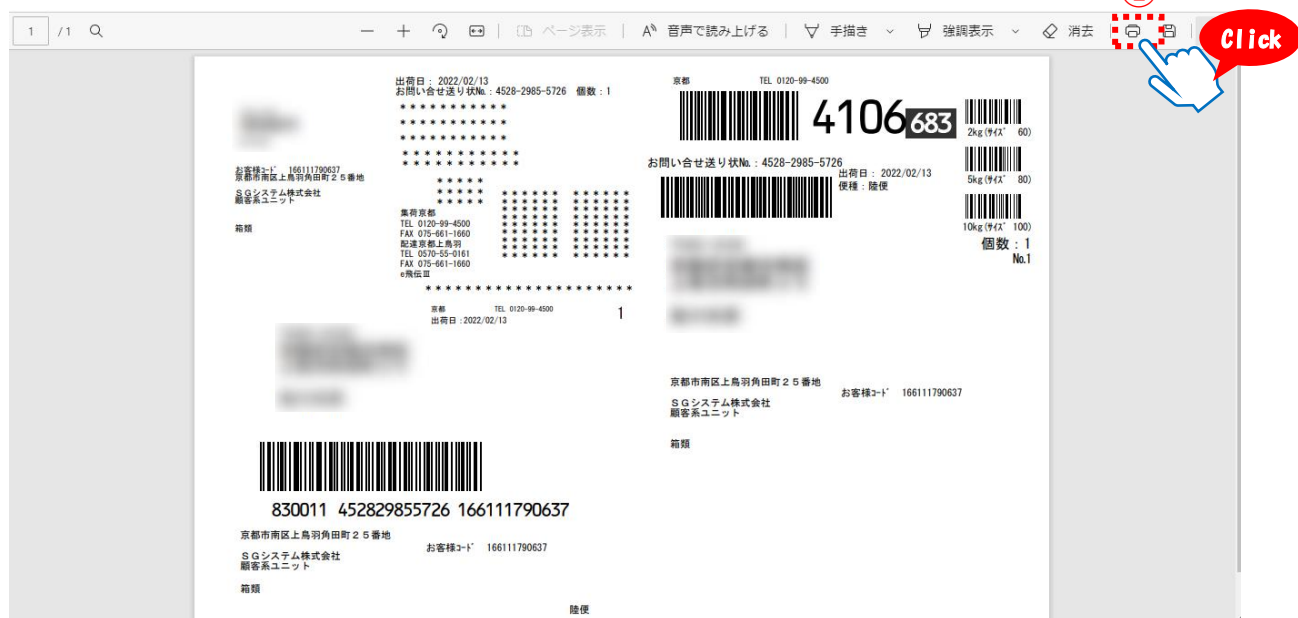 1 /1 ページ表示 A 音声で読み上げる 手描き 強調表示 消去
Click
出荷日: 2022/02/13
お問い合せ送り状No.:4528-2985-5726 個数:1
* * * * * * * * * * *
* * * * * * * * * * *
* * * * * * * * * * *
* * * * * * * * * * * *
* * * * * * * * * * * *
お客様コード 166111790637
京都市南区上鳥羽角田町25番地
SGシステム株式会社
顧客系ユニット
箱類
* * * * *
* * * * *
* * * * *
集荷京都
TEL 0120-99-4500
FAX 075-661-1660
配達京都上鳥羽
TEL 0570-55-0161
FAX 075-661-1660
e飛伝Ⅲ
* * * * * * * * * * * *
* * * * * * * * * * * *
* * * * * * * * * * * *
* * * * * * * * * * * *
* * * * * * * * * * * *
* * * * * * * * * * * *
* * * * * * * * * * * *
* * * * * * * * * * * * * * * * * * * * *
京都 TEL 0120-99-4500
出荷日:2022/02/13
1
830011 452829855726 166111790637
京都市南区上鳥羽角田町25番地
SGシステム株式会社
顧客系ユニット
お客様コード 166111790637
箱類
陸便
京都 TEL 0120-99-4500
4106 683
2kg(サイズ 60)
お問い合せ送り状No.:4528-2985-5726
出荷日: 2022/02/13
便種:陸便
5kg(サイズ 80)
10kg(サイズ 100)
個数:1
No.1
京都市南区上鳥羽角田町25番地
SGシステム株式会社
顧客系ユニット
お客様コード 166111790637
箱類